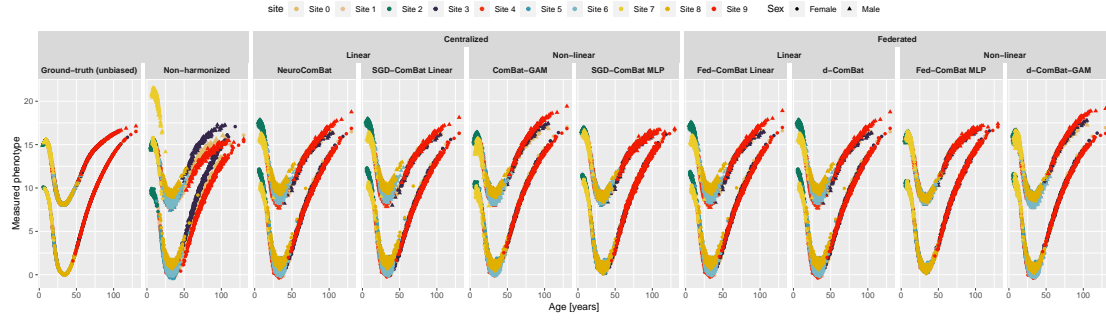 site Site 0 Site 1 Site 2 Site 3 Site 4 Site 5 Site 6 Site 7 Site 8 Site 9 Sex Female Male
Centralized Federated
Linear Non−linear Linear Non−linear
Ground−truth (unbiased) Non−harmonized NeuroComBat SGD−ComBat Linear ComBat−GAM SGD−ComBat MLP Fed−ComBat Linear d−ComBat Fed−ComBat MLP d−ComBat−GAM
Measured phenotype
20
15
10
5
0
0 50 100 0 50 100 0 50 100 0 50 100 0 50 100 0 50 100 0 50 100 0 50 100 0 50 100 0 50 100
Age [years]